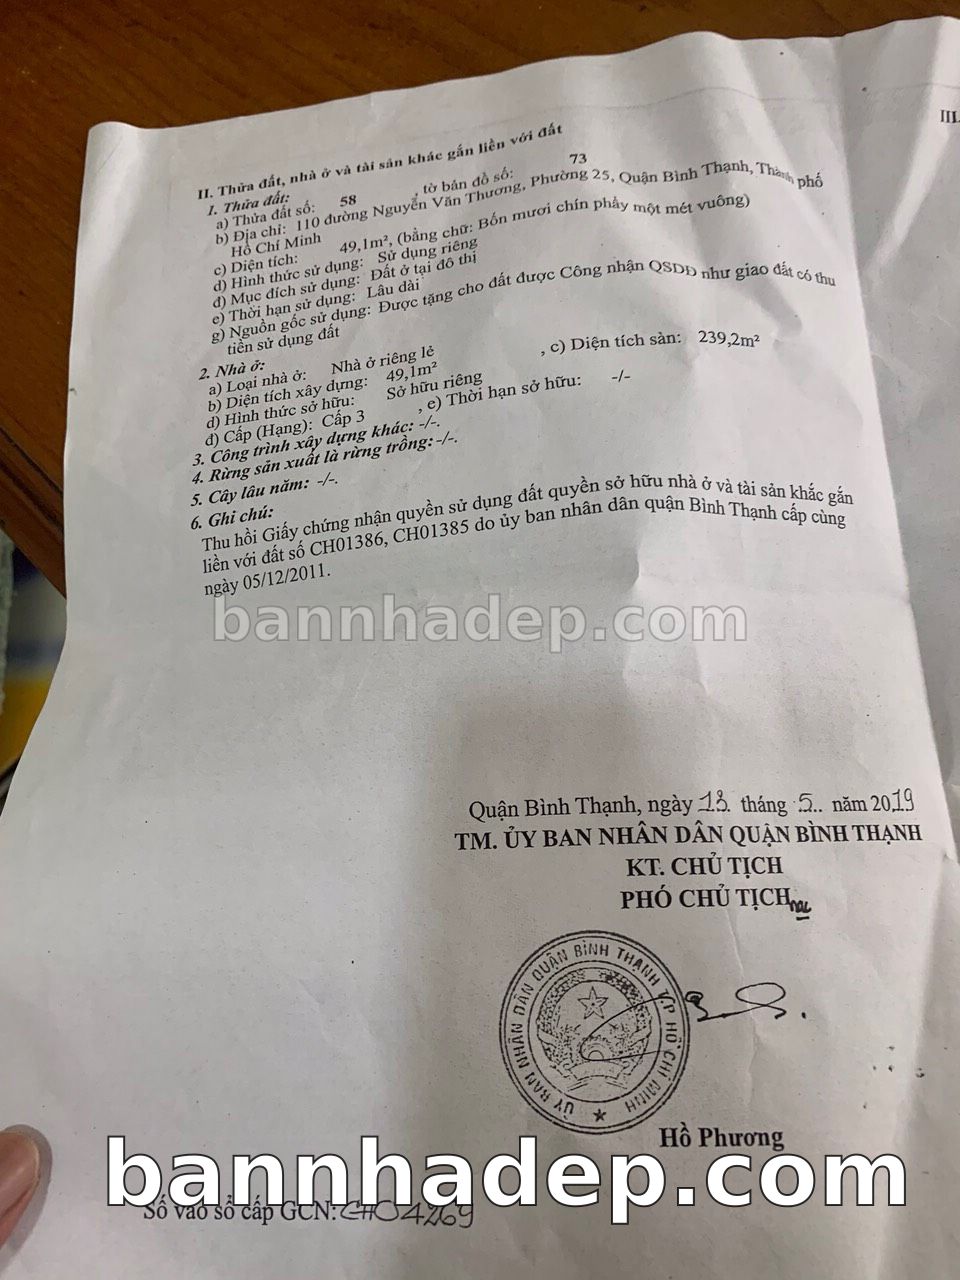 III.
II. Thửa đất, nhà ở và tài sản khác gắn liền với đất
1. Thửa đất:
a) Thửa đất số: 58 , tờ bản đồ số: 73
b) Địa chỉ: 110 đường Nguyễn Văn Thương, Phường 25, Quận Bình Thạnh, Thành phố
Hồ Chí Minh
c) Diện tích: 49,1m², (bằng chữ: Bốn mươi chín phẩy một mét vuông)
d) Hình thức sử dụng: Sử dụng riêng
đ) Mục đích sử dụng: Đất ở tại đô thị
e) Thời hạn sử dụng: Lâu dài
g) Nguồn gốc sử dụng: Được tặng cho đất được Công nhận QSDĐ như giao đất có thu
tiền sử dụng đất
2. Nhà ở:
a) Loại nhà ở: Nhà ở riêng lẻ
b) Diện tích xây dựng: 49,1m² , c) Diện tích sàn: 239,2m²
d) Hình thức sở hữu: Sở hữu riêng
đ) Cấp (Hạng): Cấp 3 , e) Thời hạn sở hữu: -/-
3. Công trình xây dựng khác: -/-.
4. Rừng sản xuất là rừng trồng: -/-.
5. Cây lâu năm: -/-.
6. Ghi chú:
Thu hồi Giấy chứng nhận quyền sử dụng đất quyền sở hữu nhà ở và tài sản khắc gắn
liền với đất số CH01386, CH01385 do ủy ban nhân dân quận Bình Thạnh cấp cùng
ngày 05/12/2011.
bannhadep.com
Quận Bình Thạnh, ngày 13 tháng 5.. năm 2019
TM. ỦY BAN NHÂN DÂN QUẬN BÌNH THẠNH
KT. CHỦ TỊCH
PHÓ CHỦ TỊCH
ỦY BAN NHÂN DÂN QUẬN BÌNH THẠNH T.P HỒ CHÍ MINH
Hồ Phương
bannhadep.com
Số vào sổ cấp GCN: CH04269